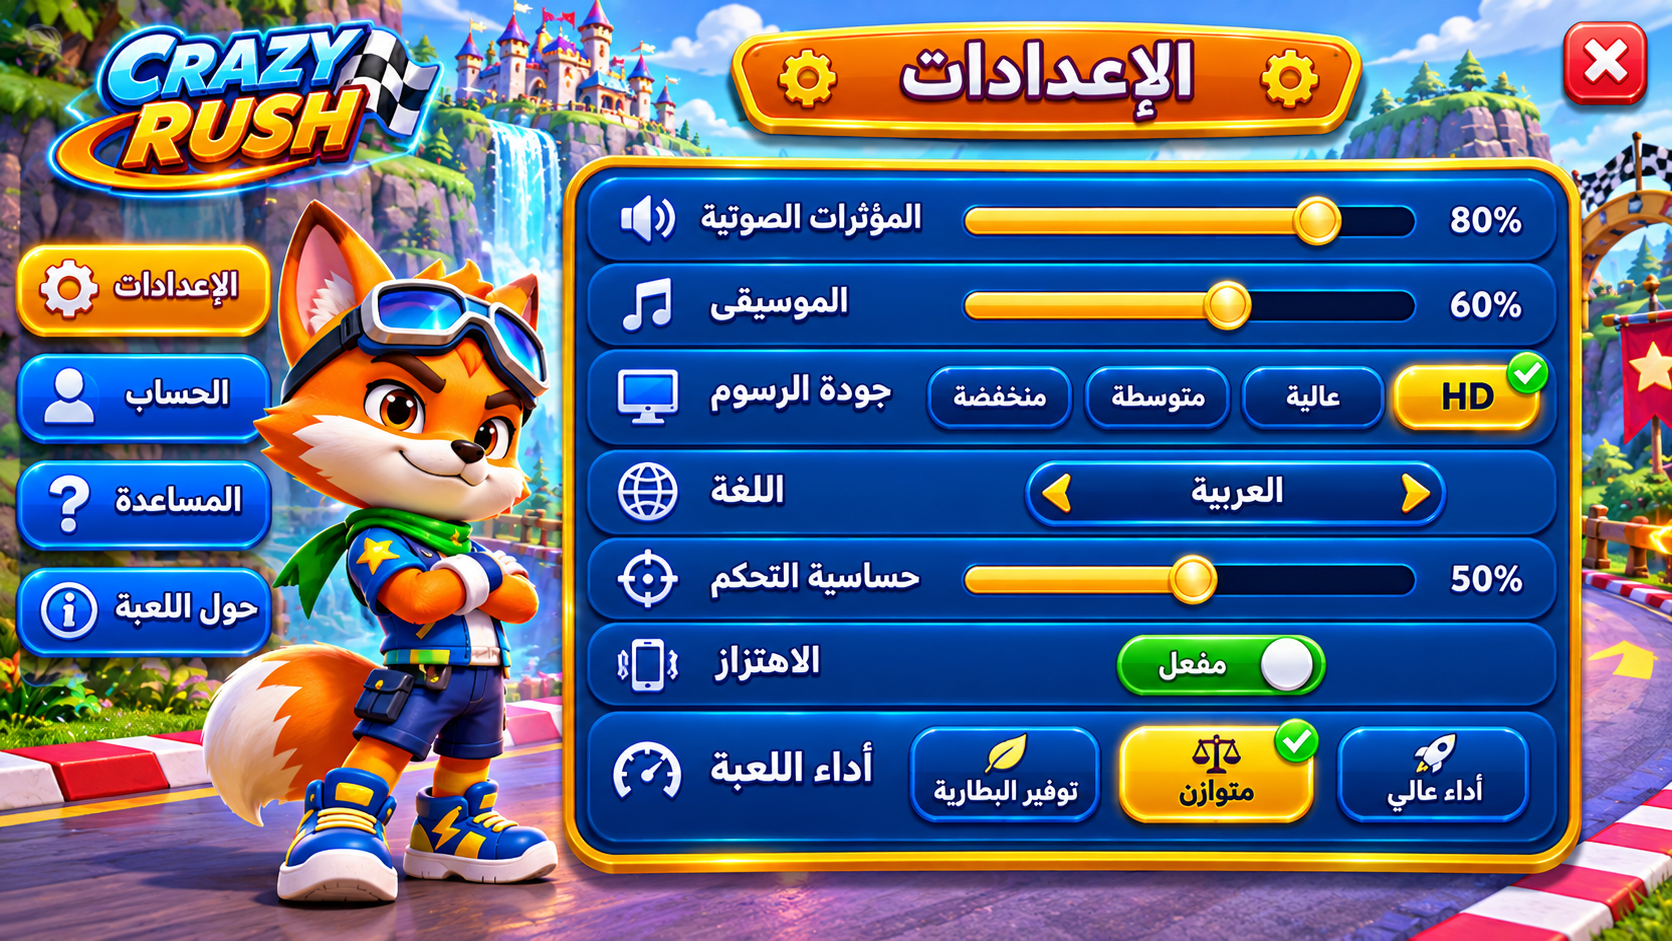 CRAZY
RUSH
الإعدادات
الإعدادات
الحساب
المساعدة
حول اللعبة
المؤثرات الصوتية
80%
الموسيقى
60%
جودة الرسوم
منخفضة
متوسطة
عالية
HD
اللغة
العربية
حساسية التحكم
50%
الاهتزاز
مفعل
أداء اللعبة
توفير البطارية
متوازن
أداء عالي